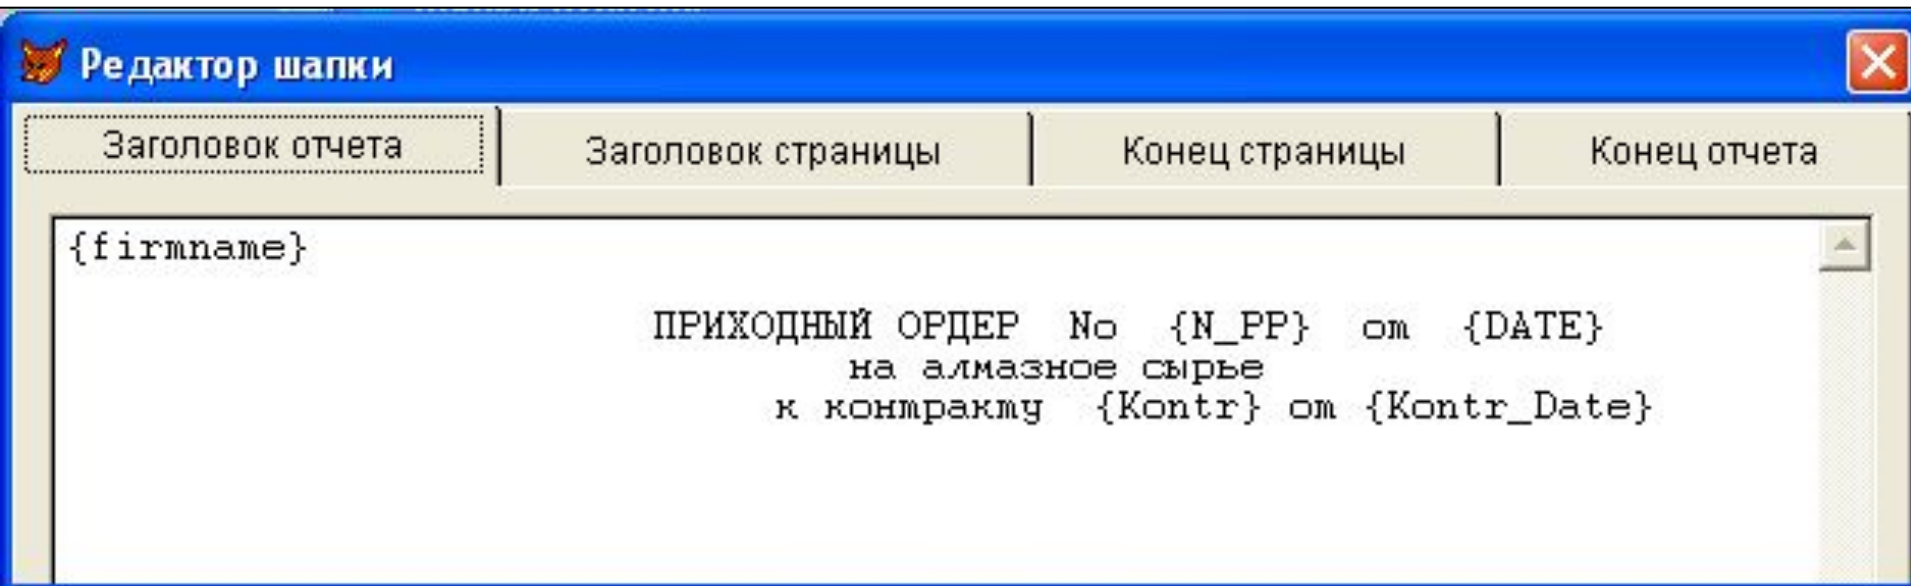 Редактор шапки
Заголовок отчета Заголовок страницы Конец страницы Конец отчета
{firmname}
ПРИХОДНЫЙ ОРДЕР No {N_PP} от {DATE}
на алмазное сырье
к контракту {Kontr} от {Kontr_Date}